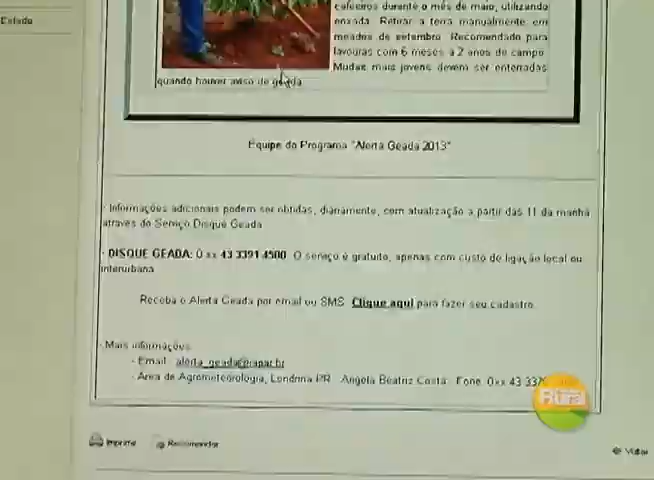 Estado
cafeeiros durante o mês de maio, utilizando
enxada. Retirar a terra manualmente em
meados de setembro. Recomendado para
lavouras com 6 meses a 2 anos de campo.
Mudas mais jovens devem ser enterradas
quando houver aviso de geada
Equipe do Programa "Alerta Geada 2013"
- Informações adicionais podem ser obtidas, diariamente, com atualização a partir das 11 da manhã
através do Serviço Disque Geada
- DISQUE GEADA: 0 xx 43 3391 4500 O serviço é gratuito, apenas com custo de ligação local ou
interurbana
Receba o Alerta Geada por email ou SMS. Clique aqui para fazer seu cadastro.
- Mais informações
- Email: alerta_geada@iapar.br
- Área de Agrometeorologia, Londrina PR Angela Beatriz Costa Fone 0xx 43 337
Rural
Imprimir
Recomendar
Voltar